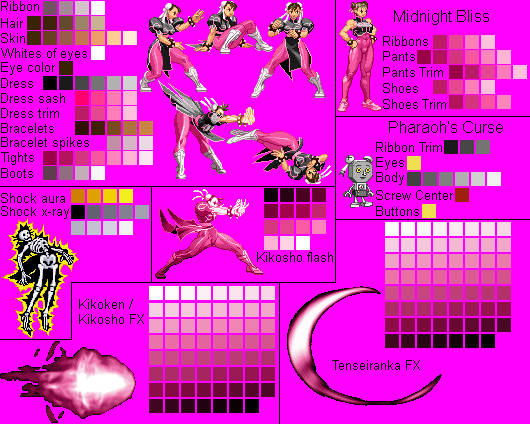 Ribbon
Hair
Skin
Whites of eyes
Eye color
Dress
Dress sash
Dress trim
Bracelets
Bracelet spikes
Tights
Boots
Midnight Bliss
Ribbons
Pants
Pants Trim
Shoes
Shoes Trim
Pharaoh's Curse
Ribbon Trim
Eyes
Body
Screw Center
Buttons
Shock aura
Shock x-ray
Kikosho flash
Kikoken /
Kikosho FX
Tenseiranka FX